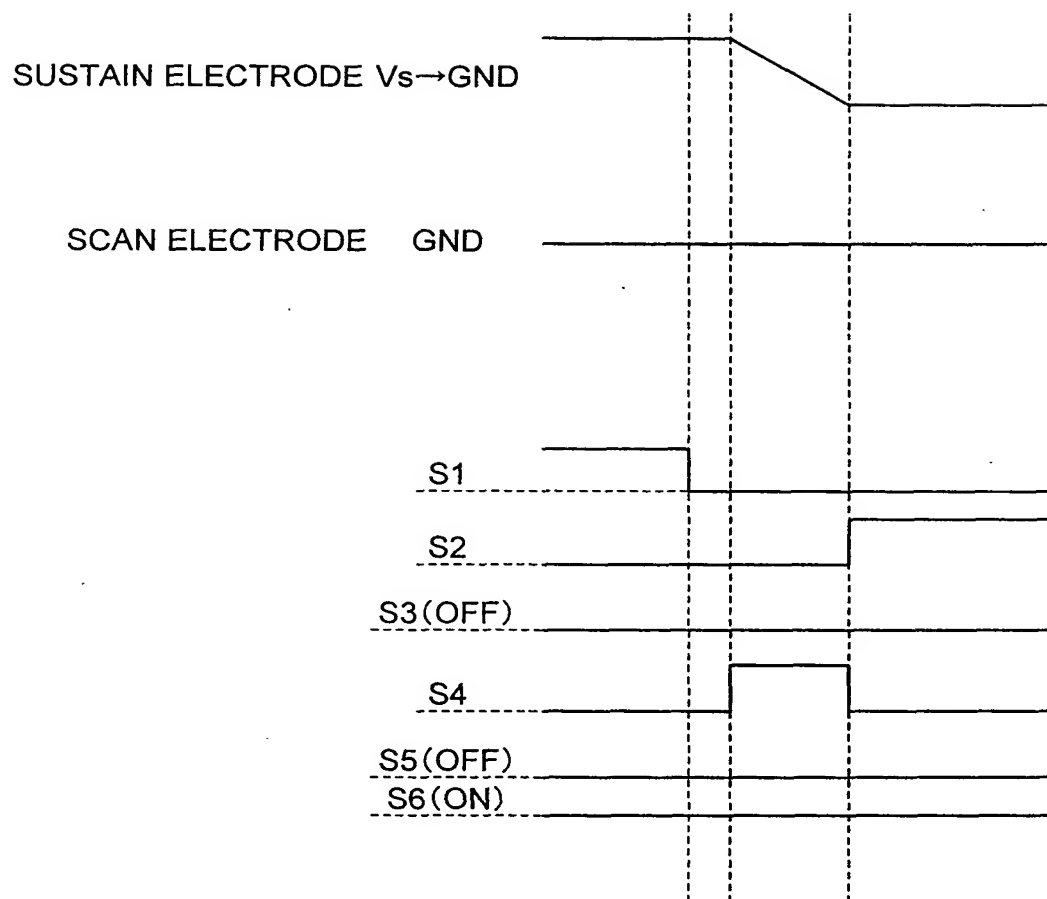 SUSTAIN ELECTRODE Vs→GND
SCAN ELECTRODE GND
S1
S2
S3(OFF)
S4
S5(OFF)
S6(ON)